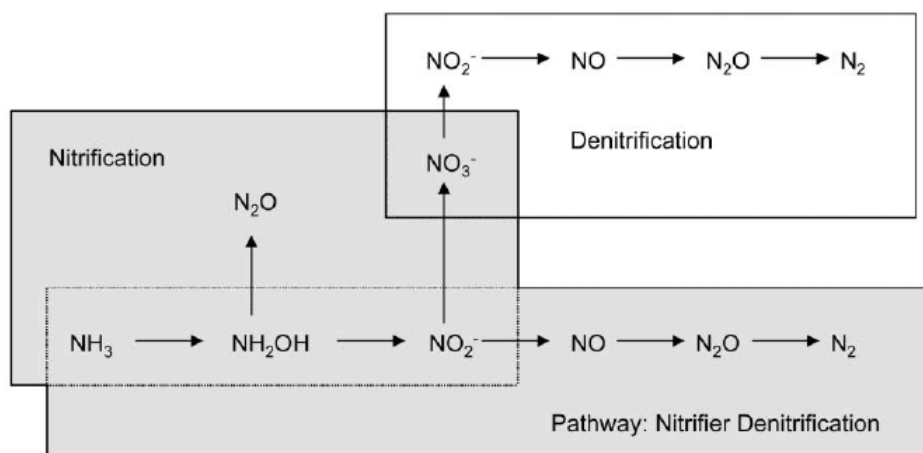 NO₂⁻ NO N₂O N₂
Denitrification
Nitrification
NO₃⁻
N₂O
NH₃ NH₂OH NO₂⁻ NO N₂O N₂
Pathway: Nitrifier Denitrification